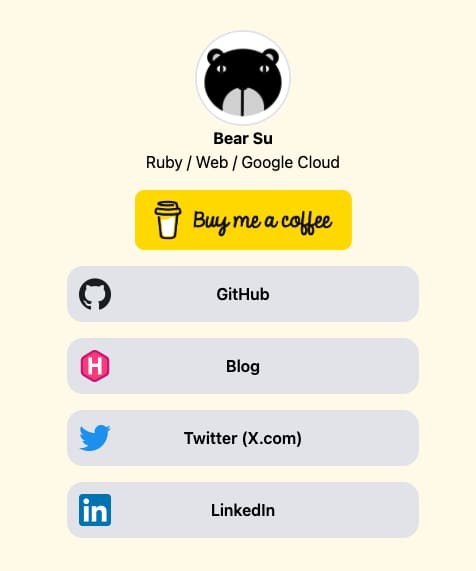 Bear Su
Ruby / Web / Google Cloud
Buy me a coffee
GitHub
H
Blog
Twitter (X.com)
in
LinkedIn